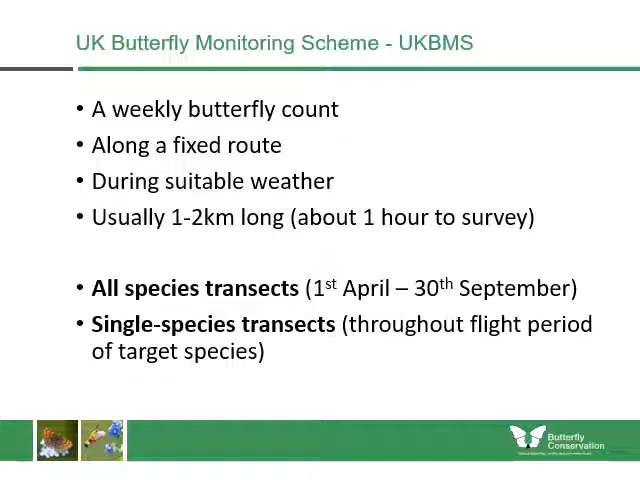 UK Butterfly Monitoring Scheme - UKBMS
• A weekly butterfly count
• Along a fixed route
• During suitable weather
• Usually 1-2km long (about 1 hour to survey)
• All species transects (1st April – 30th September)
• Single-species transects (throughout flight period
of target species)
Butterfly
Conservation